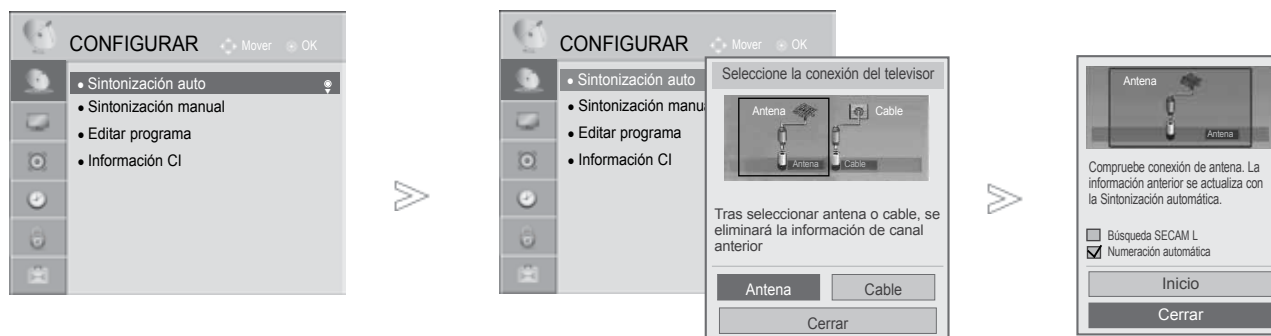 CONFIGURAR Mover OK
• Sintonización auto
• Sintonización manual
• Editar programa
• Información CI
CONFIGURAR Mover OK
• Sintonización auto
• Sintonización manu
• Editar programa
• Información CI
Seleccione la conexión del televisor
Antena Cable
Antena Cable
Tras seleccionar antena o cable, se
eliminará la información de canal
anterior
Antena Cable
Cerrar
Antena
Antena
Compruebe conexión de antena. La
información anterior se actualiza con
la Sintonización automática.
Búsqueda SECAM L
Numeración automática
Inicio
Cerrar